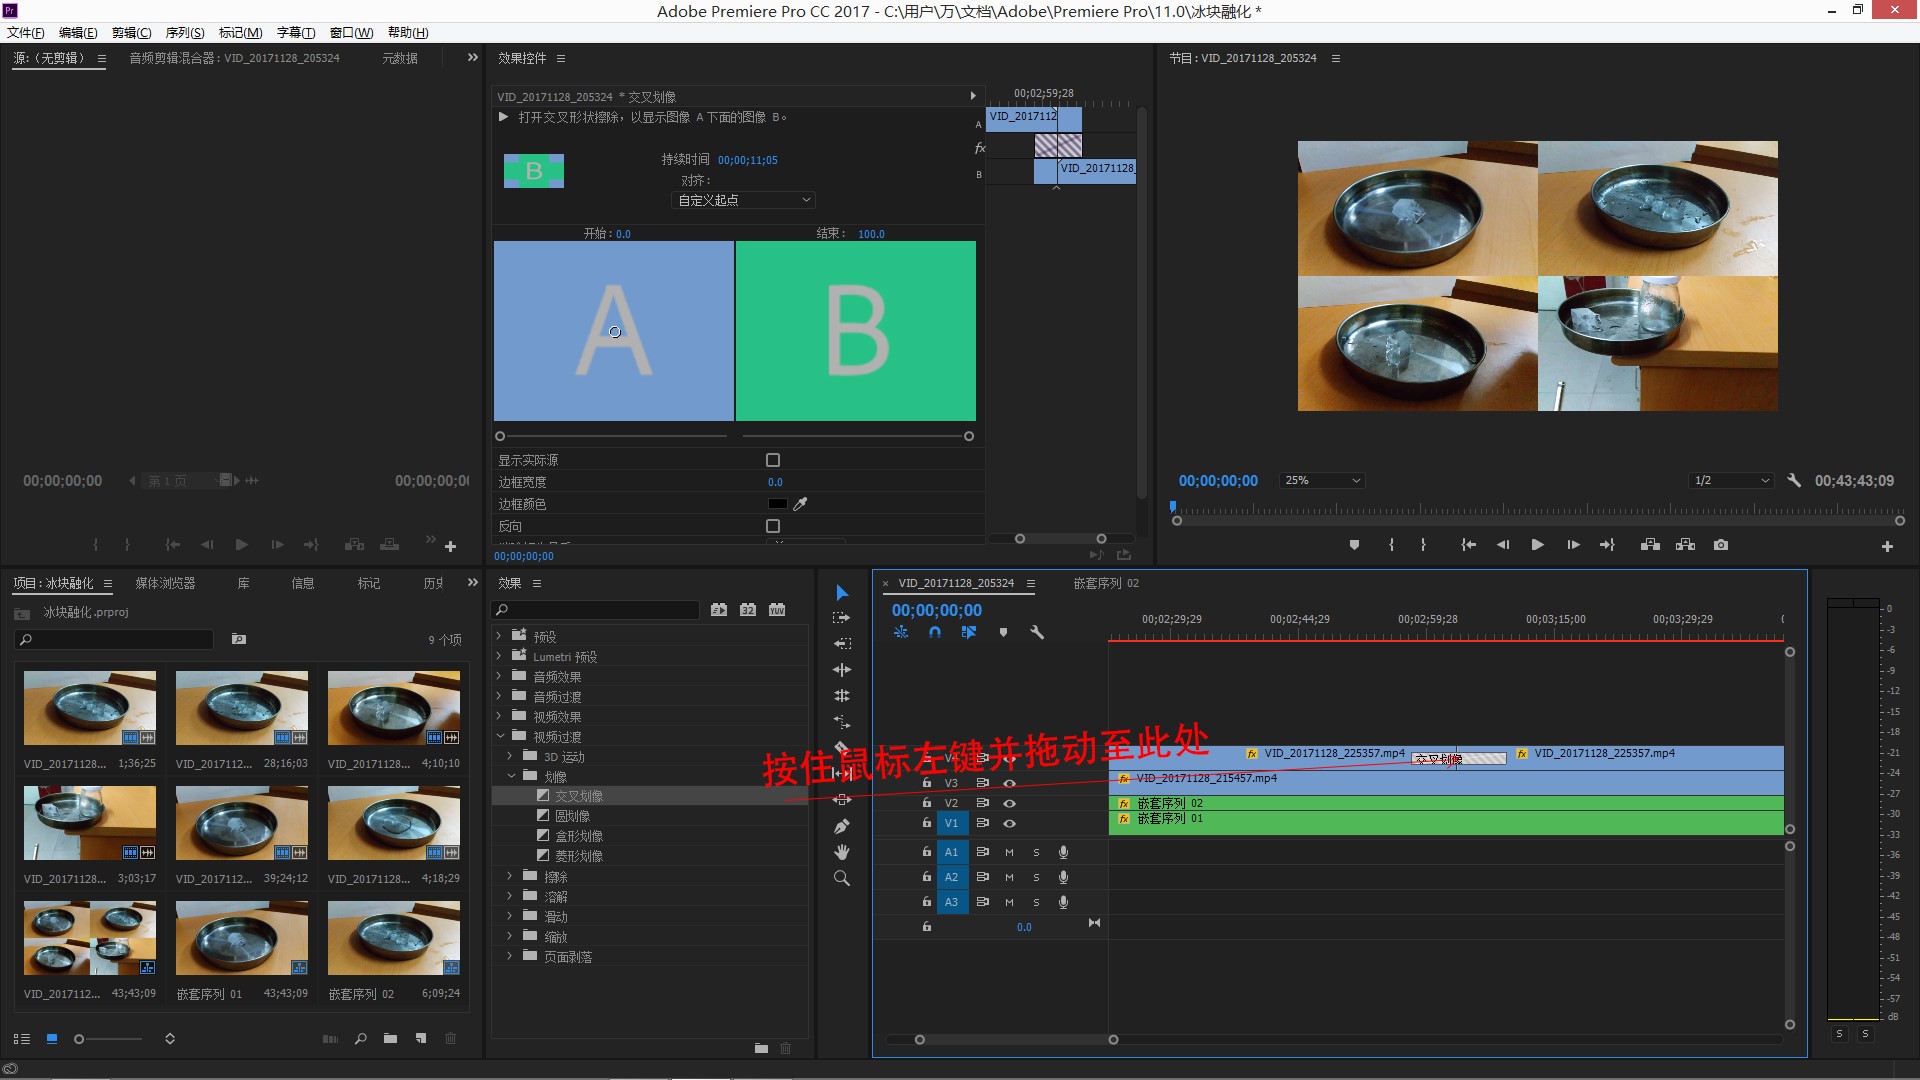 Adobe Premiere Pro CC 2017 - C:\用户\万\文档\Adobe\Premiere Pro\11.0\冰块融化 *
文件(F) 编辑(E) 剪辑(C) 序列(S) 标记(M) 字幕(T) 窗口(W) 帮助(H)
源:（无剪辑） 音频剪辑混合器：VID_20171128_205324 元数据
效果控件
节目：VID_20171128_205324
VID_20171128_205324 * 交叉划像
00;02;59;28
打开交叉形状擦除，以显示图像 A 下面的图像 B。
A VID_2017112
fx
B VID_20171128_
B
持续时间 00;00;11;05
对齐：
自定义起点
开始：0.0 结束： 100.0
A
B
显示实际源
边框宽度 0.0
边框颜色
反向
00;00;00;00
00;00;00;00 第 1 页 00;00;00;0(
00;00;00;00 25% 1/2 00;43;43;09
项目：冰块融化 媒体浏览器 库 信息 标记 历史
冰块融化.prproj
9 个项
VID_20171128... 1;36;25 VID_2017112... 28;16;03 VID_20171128... 4;10;10
VID_20171128... 3;03;17 VID_2017112... 39;24;12 VID_20171128... 4;18;29
VID_2017112... 43;43;09 嵌套序列 01 43;43;09 嵌套序列 02 6;09;24
效果
32 YUV
预设
Lumetri 预设
音频效果
音频过渡
视频效果
视频过渡
3D 运动
划像
交叉划像
圆划像
盒形划像
菱形划像
擦除
溶解
滑动
缩放
页面剥落
VID_20171128_205324 嵌套序列 02
00;00;00;00
00;02;29;29 00;02;44;29 00;02;59;28 00;03;15;00 00;03;29;29
按住鼠标左键并拖动至此处
V4 fx VID_20171128_225357.mp4 交叉划像 fx VID_20171128_225357.mp4
V3 fx VID_20171128_215457.mp4
V2 fx 嵌套序列 02
V1 fx 嵌套序列 01
A1 M S
A2 M S
A3 M S
0.0
0
-3
-6
-9
-12
-15
-18
-21
-24
-27
-30
-33
-36
-39
-42
-45
-48
-51
-54
-57
dB
S S